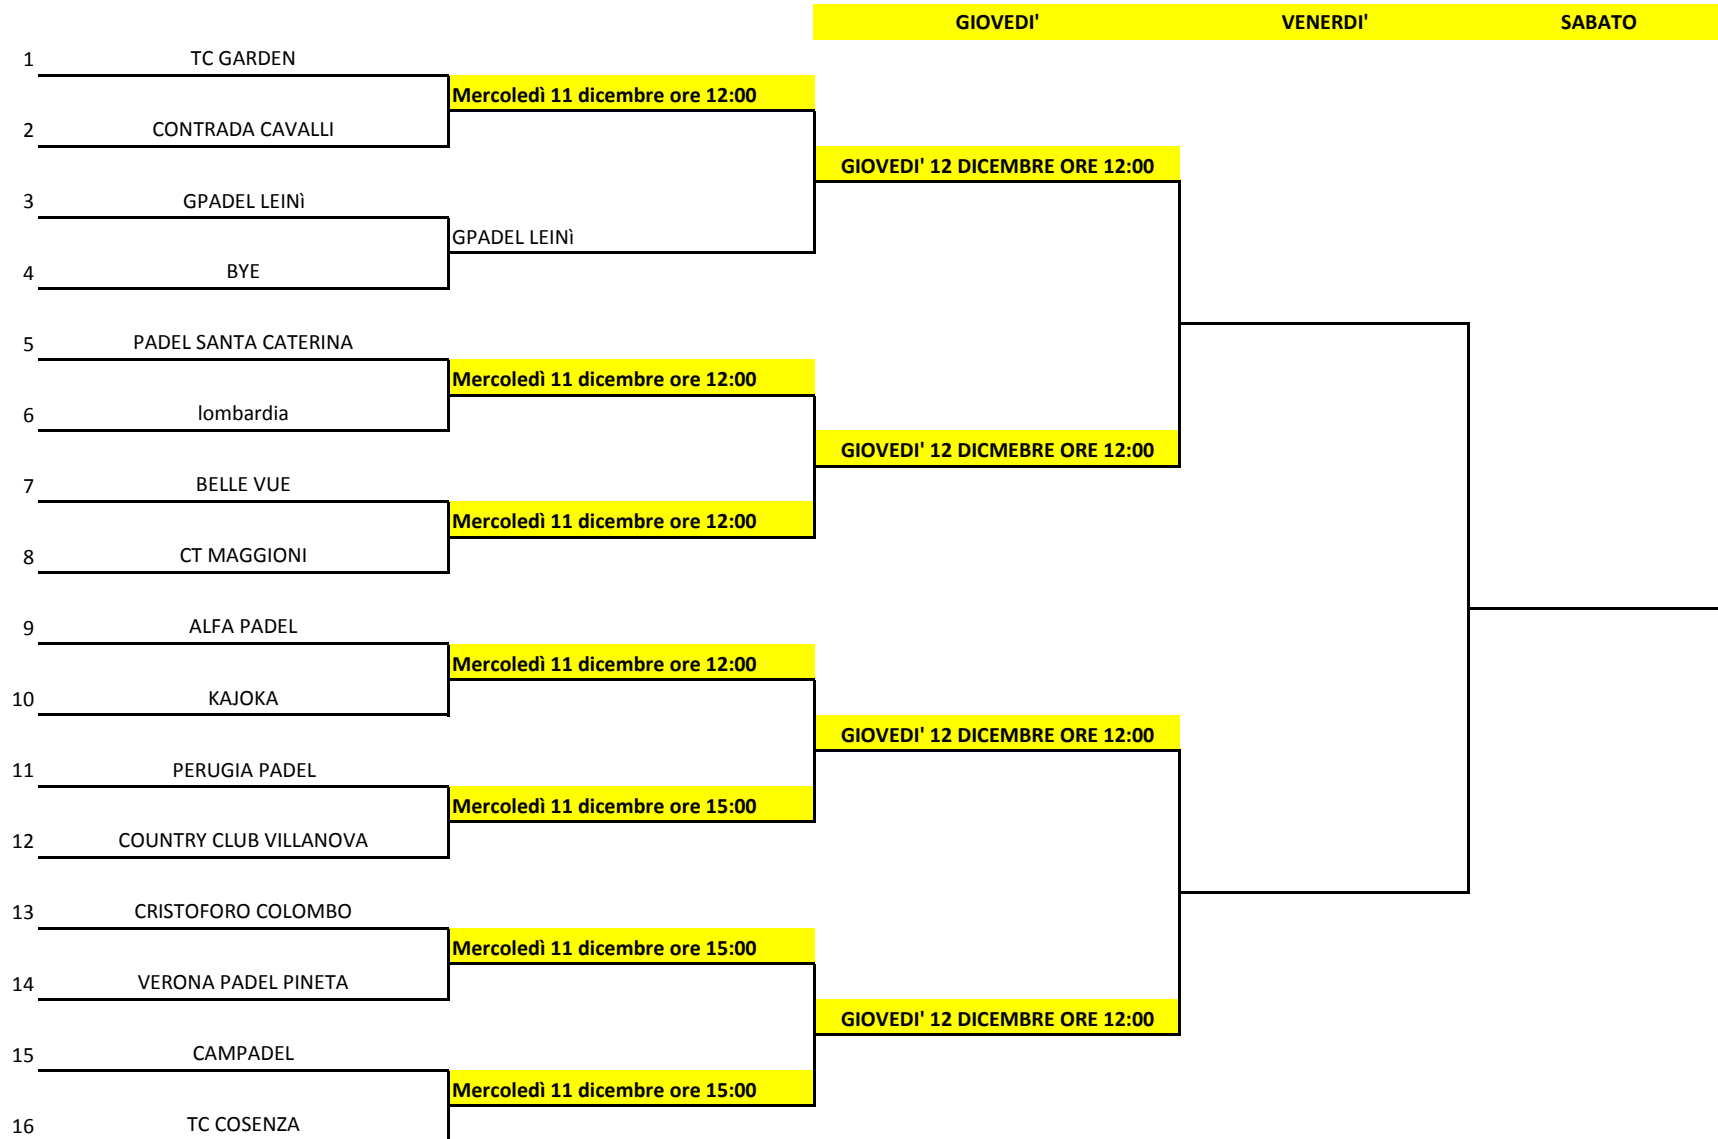 GIOVEDI' VENERDI' SABATO
1 TC GARDEN
Mercoledì 11 dicembre ore 12:00
2 CONTRADA CAVALLI
GIOVEDI' 12 DICEMBRE ORE 12:00
3 GPADEL LEINì
GPADEL LEINì
4 BYE
5 PADEL SANTA CATERINA
Mercoledì 11 dicembre ore 12:00
6 lombardia
GIOVEDI' 12 DICMEBRE ORE 12:00
7 BELLE VUE
Mercoledì 11 dicembre ore 12:00
8 CT MAGGIONI
9 ALFA PADEL
Mercoledì 11 dicembre ore 12:00
10 KAJOKA
GIOVEDI' 12 DICEMBRE ORE 12:00
11 PERUGIA PADEL
Mercoledì 11 dicembre ore 15:00
12 COUNTRY CLUB VILLANOVA
13 CRISTOFORO COLOMBO
Mercoledì 11 dicembre ore 15:00
14 VERONA PADEL PINETA
GIOVEDI' 12 DICEMBRE ORE 12:00
15 CAMPADEL
Mercoledì 11 dicembre ore 15:00
16 TC COSENZA